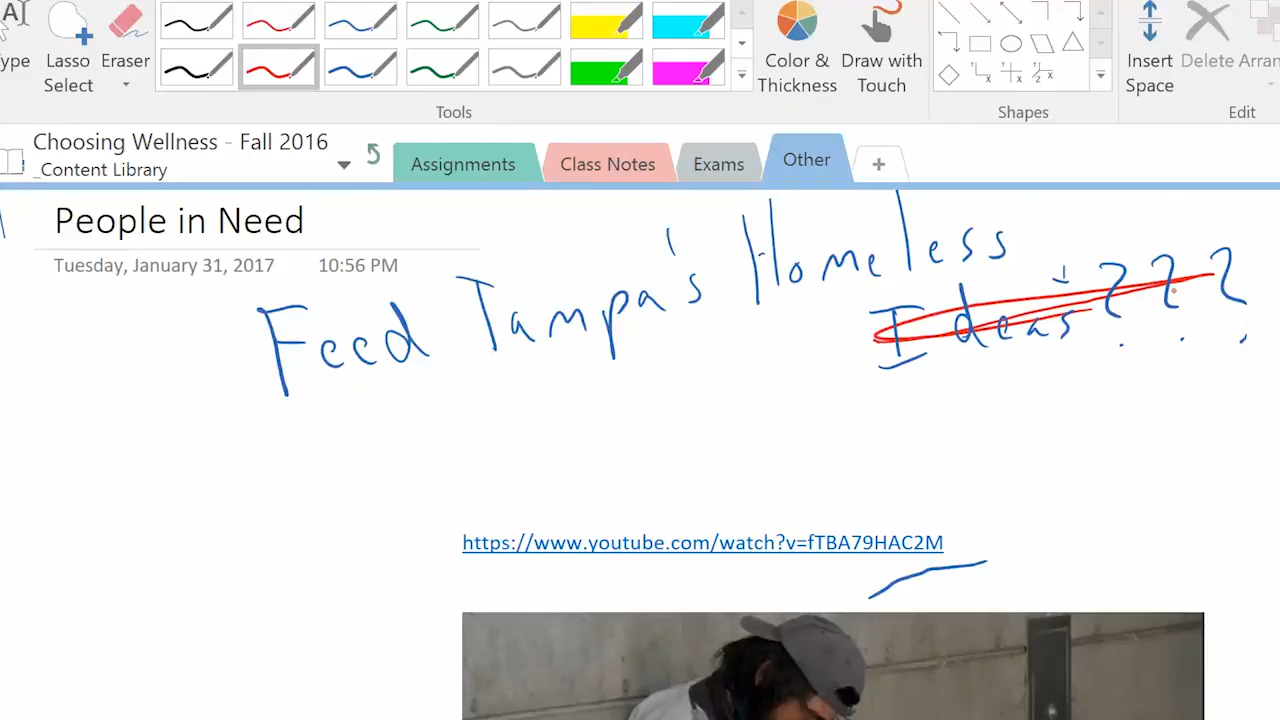 Type
Lasso Select
Eraser
Color & Thickness
Draw with Touch
Insert Space
Delete
Tools
Shapes
Edit
Choosing Wellness - Fall 2016
_Content Library
Assignments
Class Notes
Exams
Other
+
People in Need
Tuesday, January 31, 2017 10:56 PM
Feed Tampa's Homeless
Ideas ???
https://www.youtube.com/watch?v=fTBA79HAC2M